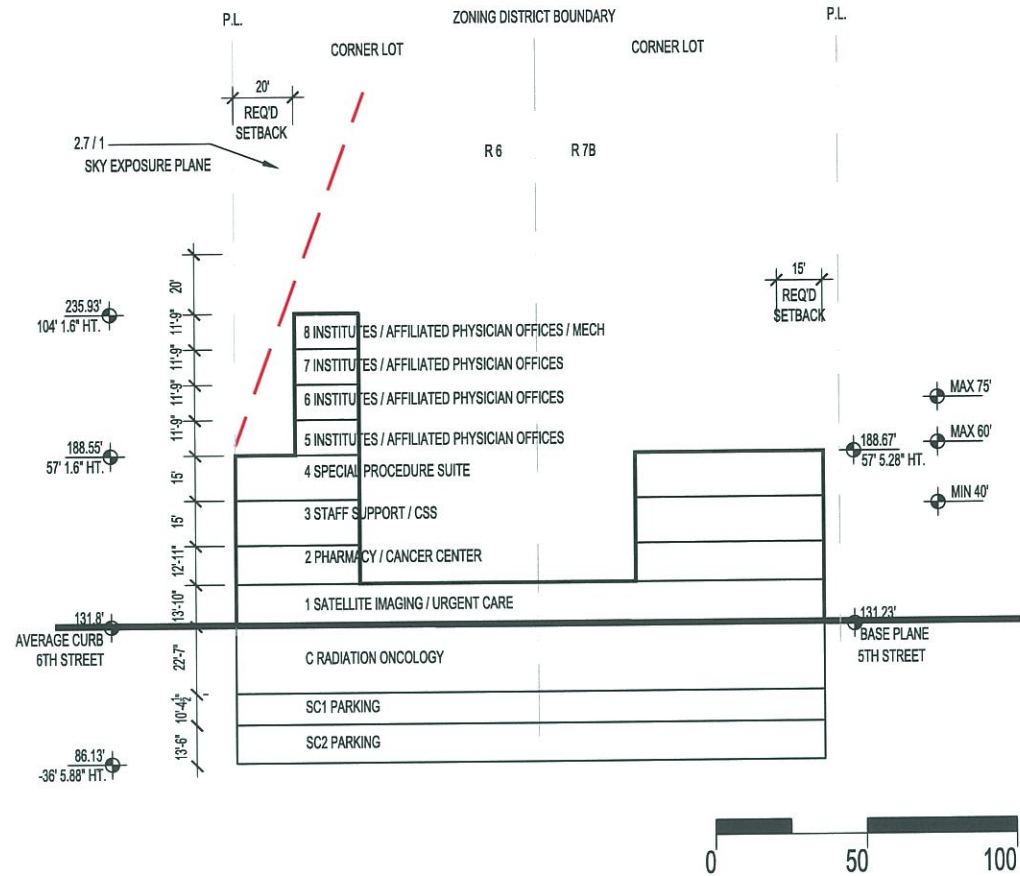 P.L.
ZONING DISTRICT BOUNDARY
P.L.
CORNER LOT
CORNER LOT
20'
REQ'D
SETBACK
2.7 / 1
SKY EXPOSURE PLANE
R 6
R 7B
15'
REQ'D
SETBACK
20'
235.93'
104' 1.6" HT.
11'-9"
8 INSTITUTES / AFFILIATED PHYSICIAN OFFICES / MECH
11'-9"
7 INSTITUTES / AFFILIATED PHYSICIAN OFFICES
11'-9"
6 INSTITUTES / AFFILIATED PHYSICIAN OFFICES
MAX 75'
11'-9"
5 INSTITUTES / AFFILIATED PHYSICIAN OFFICES
MAX 60'
188.55'
57' 1.6" HT.
188.67'
57' 5.28" HT.
15'
4 SPECIAL PROCEDURE SUITE
MIN 40'
15'
3 STAFF SUPPORT / CSS
12'-11"
2 PHARMACY / CANCER CENTER
13'-10"
1 SATELLITE IMAGING / URGENT CARE
131.8'
AVERAGE CURB
6TH STREET
131.23'
BASE PLANE
5TH STREET
22'-7"
C RADIATION ONCOLOGY
10'-4½"
SC1 PARKING
13'-6"
SC2 PARKING
86.13'
-36' 5.88" HT.
0
50
100